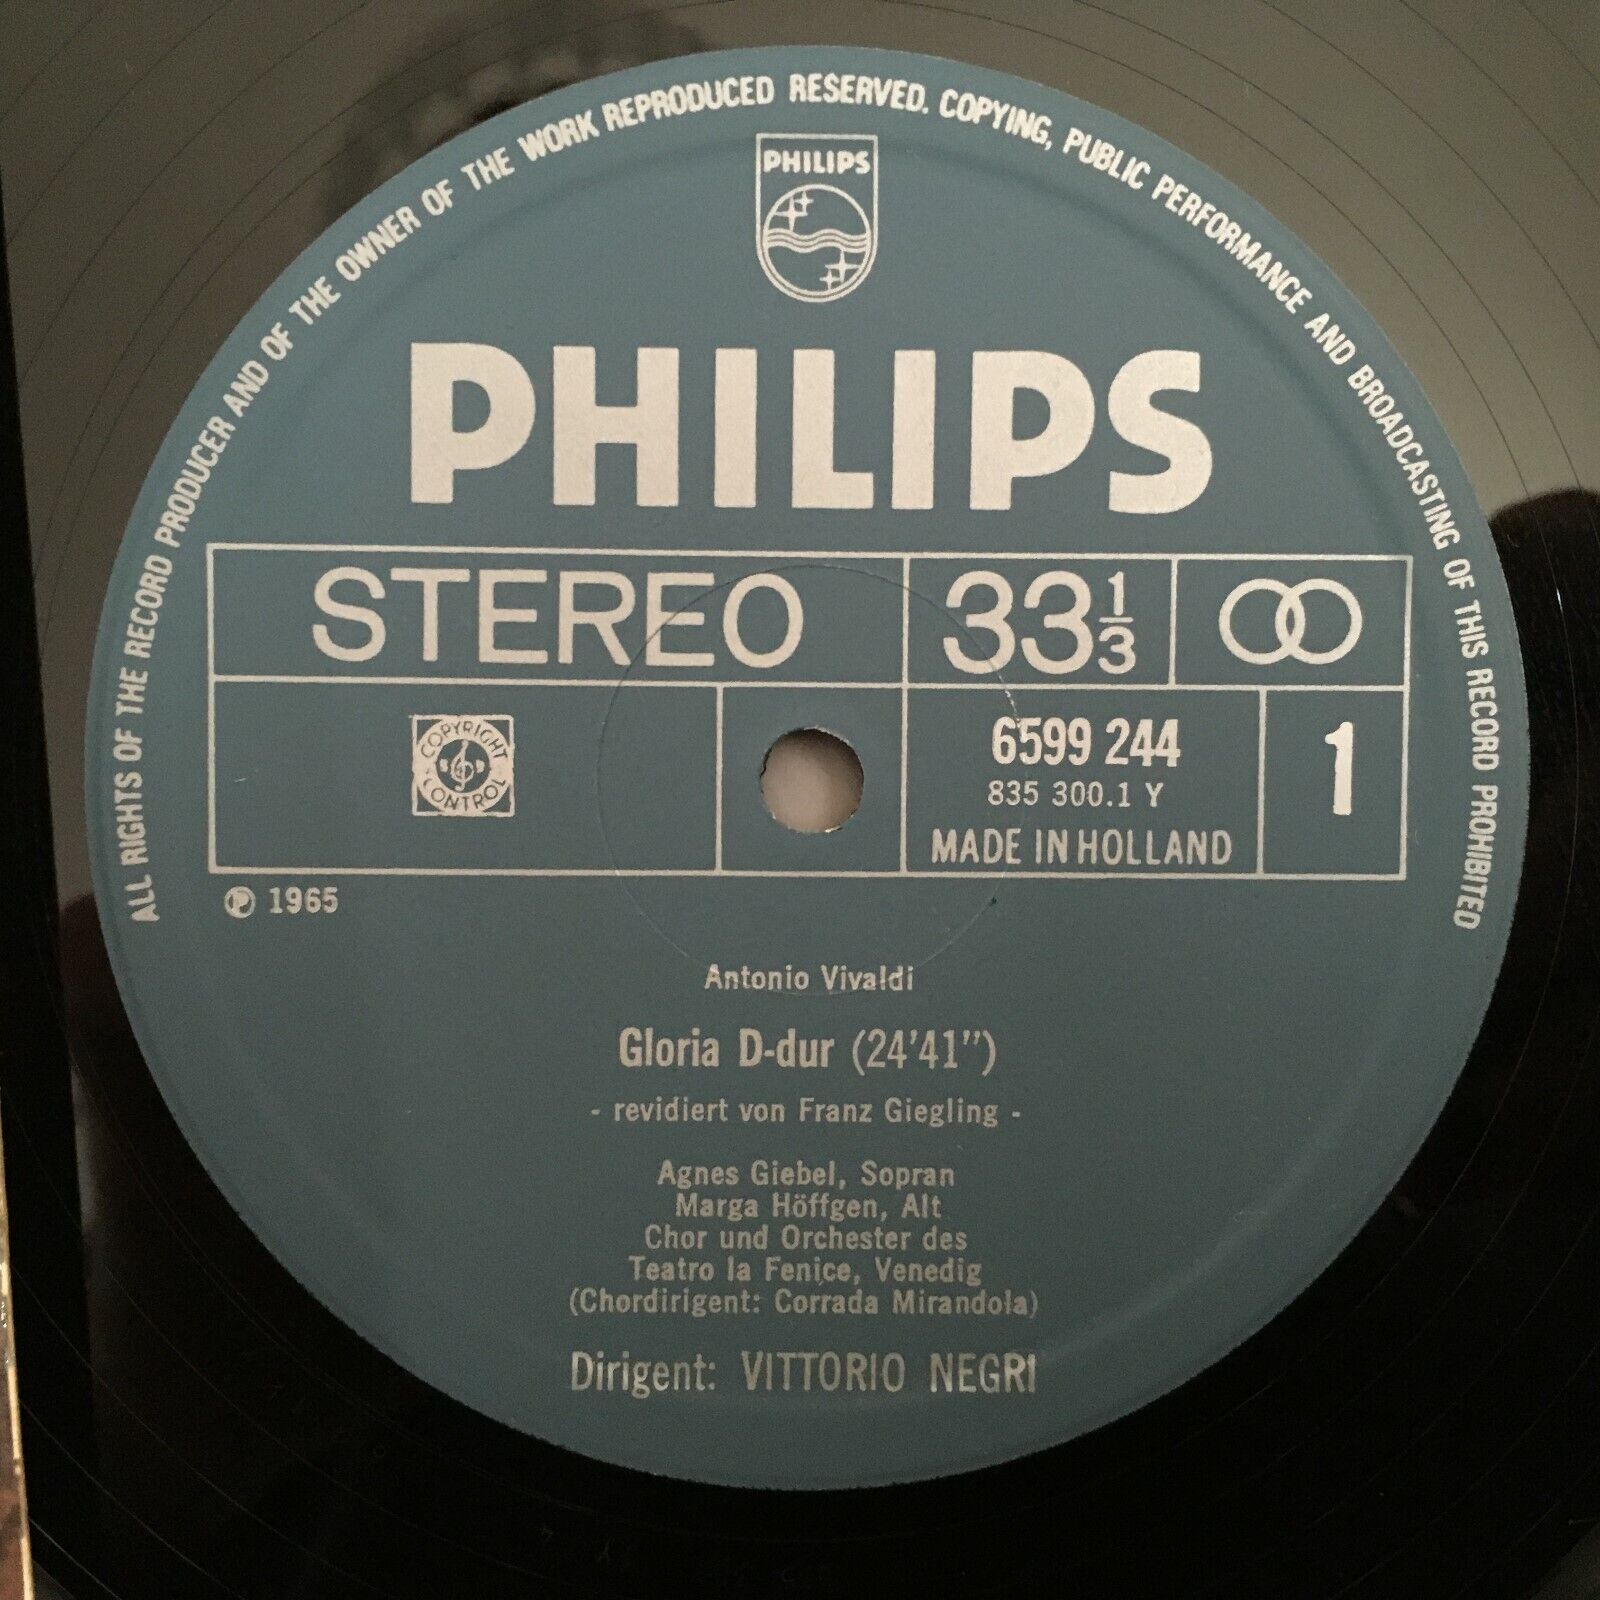 ALL RIGHTS OF THE RECORD PRODUCER AND OF THE OWNER OF THE WORK REPRODUCED RESERVED. COPYING, PUBLIC PERFORMANCE AND BROADCASTING OF THIS RECORD PROHIBITED
PHILIPS
PHILIPS
STEREO 33 1/3
COPYRIGHT CONTROL
6599 244
835 300.1 Y
MADE IN HOLLAND
1
℗ 1965
Antonio Vivaldi
Gloria D-dur (24'41")
- revidiert von Franz Giegling -
Agnes Giebel, Sopran
Marga Höffgen, Alt
Chor und Orchester des
Teatro la Fenice, Venedig
(Chordirigent: Corrada Mirandola)
Dirigent: VITTORIO NEGRI